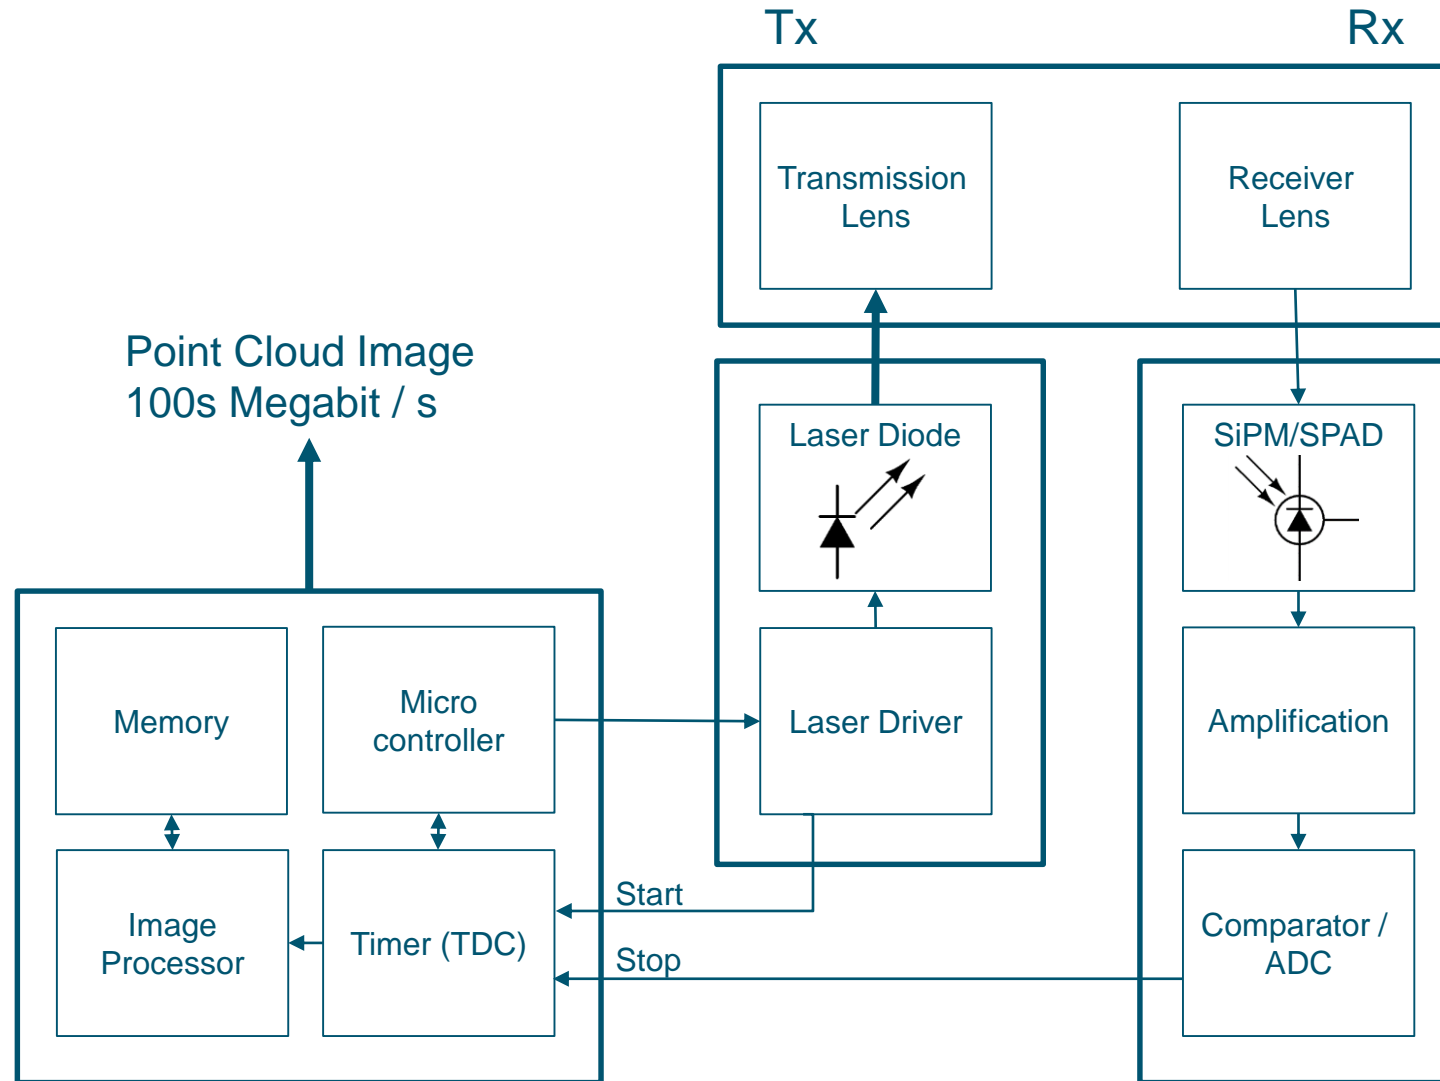 Tx
Rx
Transmission
Lens
Receiver
Lens
Point Cloud Image
100s Megabit / s
Laser Diode
SiPM/SPAD
Memory
Micro
controller
Laser Driver
Amplification
Start
Image
Processor
Timer (TDC)
Stop
Comparator /
ADC